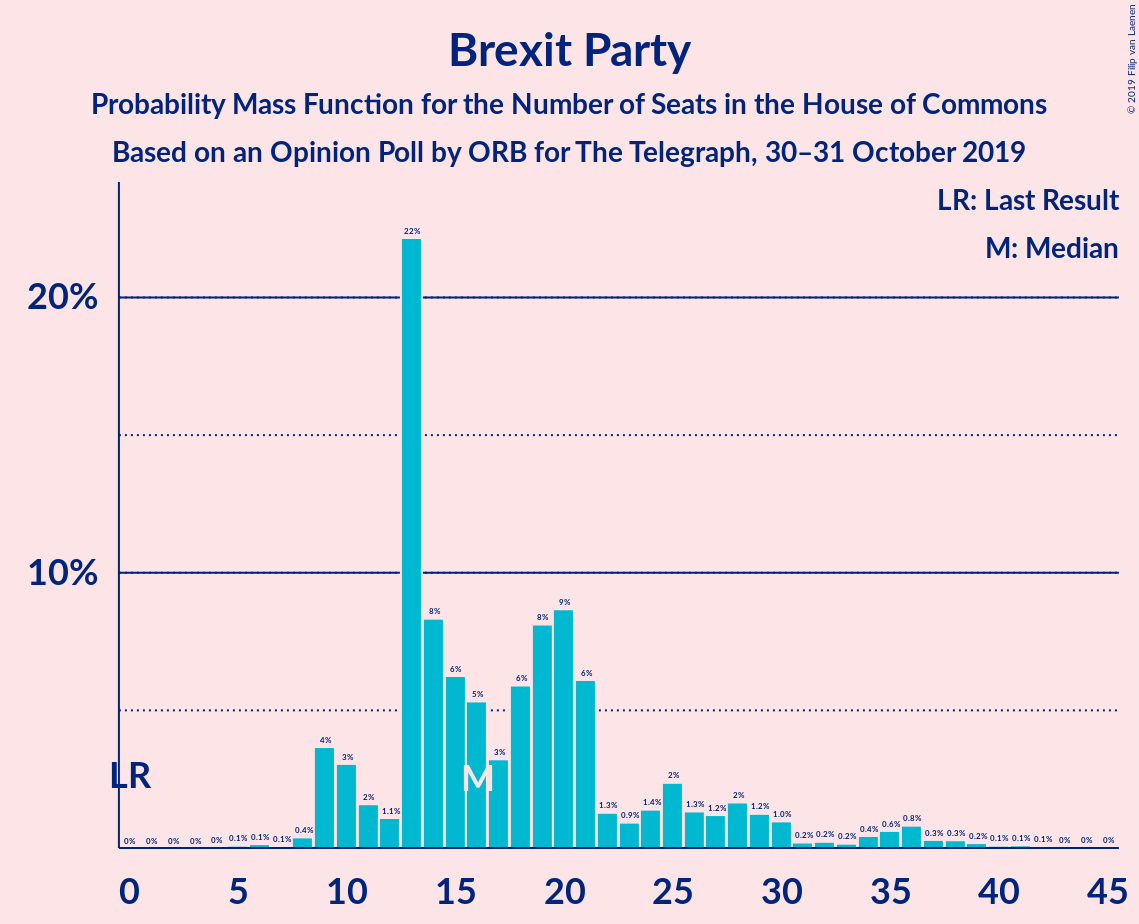 Brexit Party
Probability Mass Function for the Number of Seats in the House of Commons
Based on an Opinion Poll by ORB for The Telegraph, 30–31 October 2019
© 2019 Filip van Laenen
LR: Last Result
M: Median
20%
10%
LR
M
0% 0% 0% 0% 0% 0.1% 0.1% 0.1% 0.4% 4% 3% 2% 1.1% 22% 8% 6% 5% 3% 6% 8% 9% 6% 1.3% 0.9% 1.4% 2% 1.3% 1.2% 2% 1.2% 1.0% 0.2% 0.2% 0.2% 0.4% 0.6% 0.8% 0.3% 0.3% 0.2% 0.1% 0.1% 0.1% 0% 0% 0%
0 5 10 15 20 25 30 35 40 45